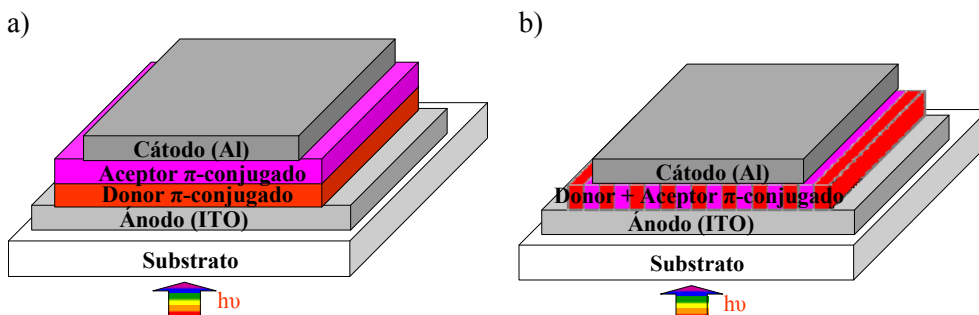 a)
Cátodo (Al)
Aceptor π-conjugado
Donor π-conjugado
Ánodo (ITO)
Substrato
hυ
b)
Cátodo (Al)
Donor + Aceptor π-conjugado
Ánodo (ITO)
Substrato
hυ